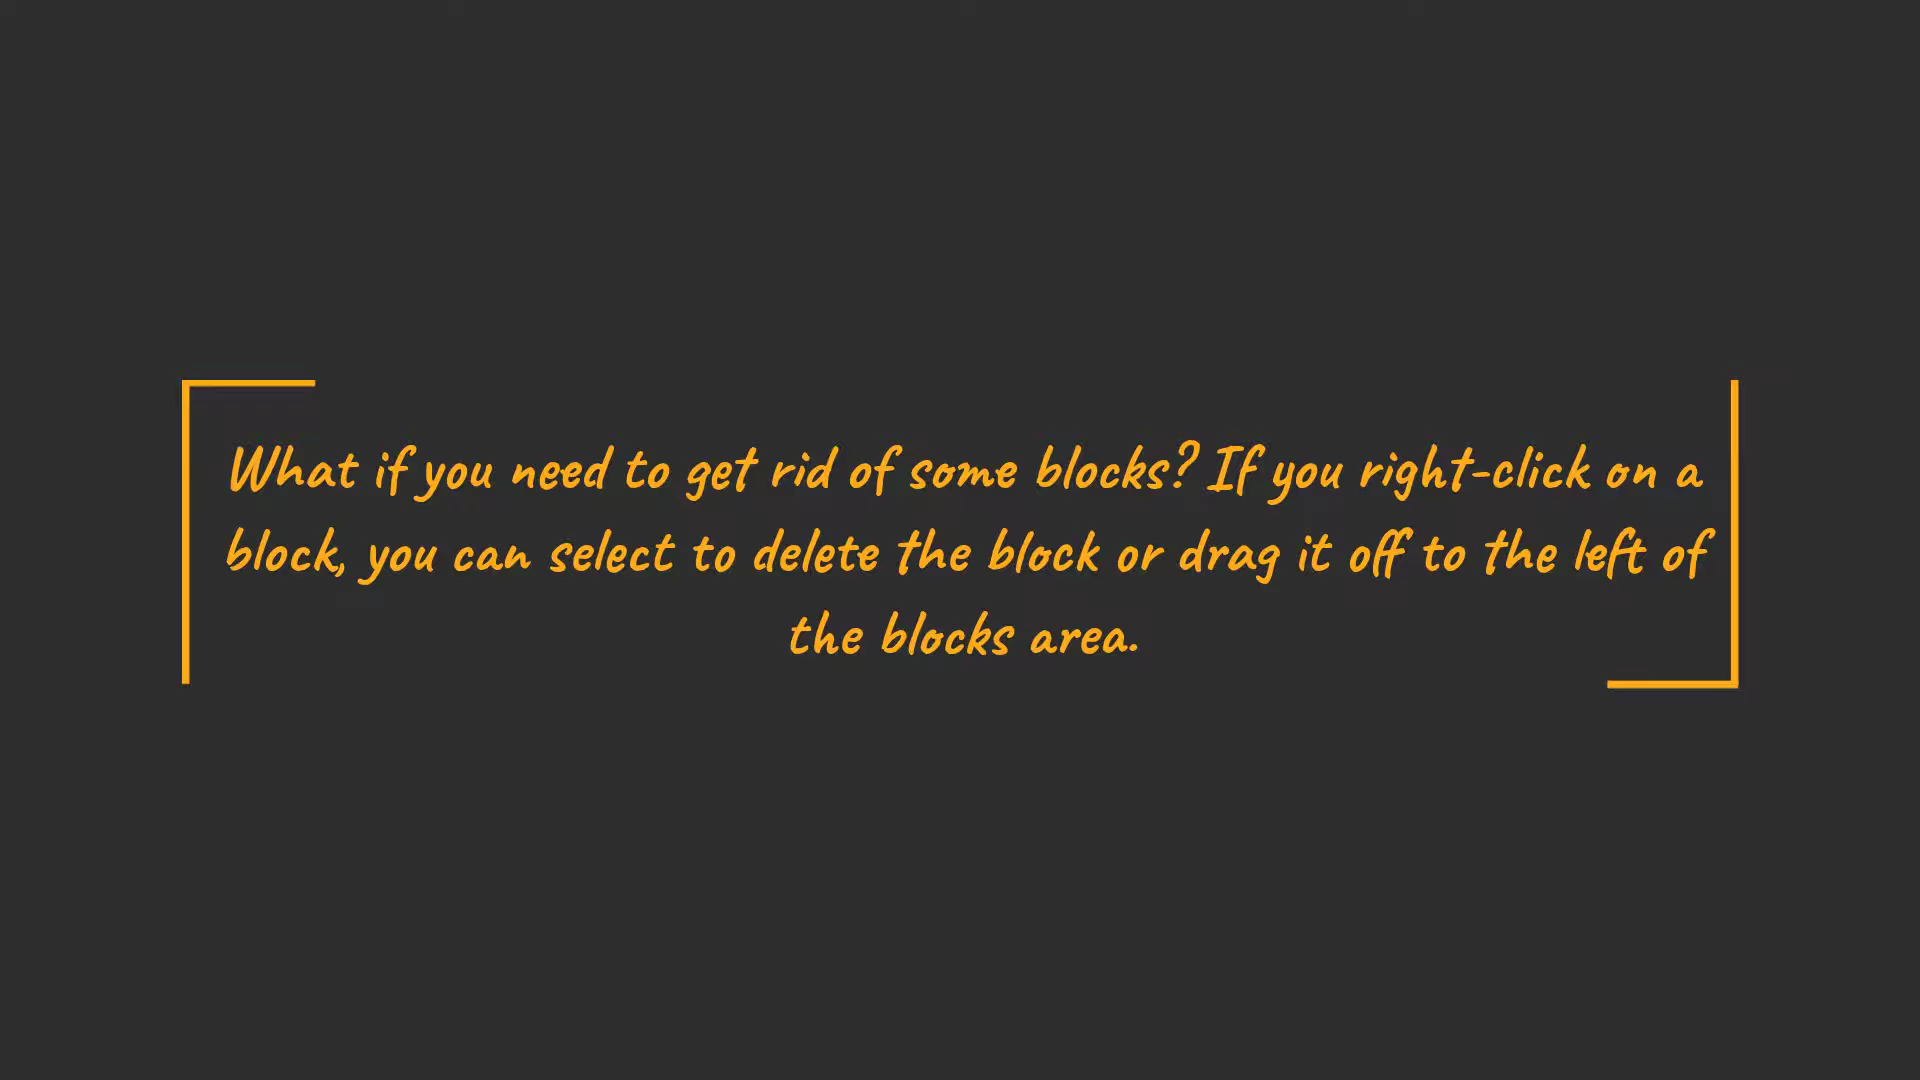 What if you need to get rid of some blocks? If you right-click on a
block, you can select to delete the block or drag it off to the left of
the blocks area.